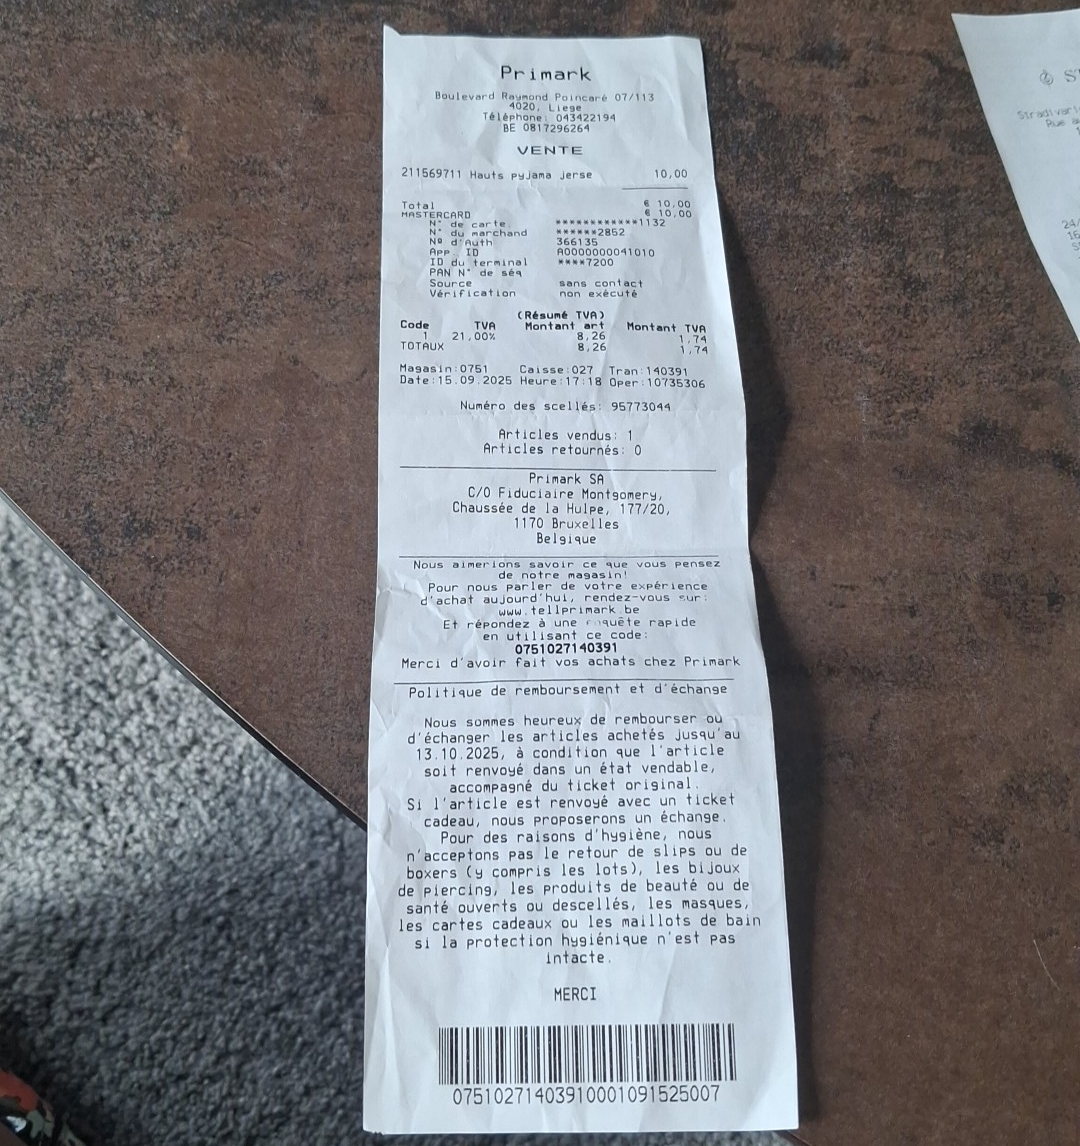 Primark
Boulevard Raymond Poincaré 07/113
4020, Liege
Téléphone: 043422194
BE 0817296264
VENTE
211569711 Hauts pyjama jerse 10,00
Total € 10,00
MASTERCARD € 10,00
N° de carte: ************1132
N° du marchand ******2852
Nº d'Auth 366135
App. ID A0000000041010
ID du terminal ****7200
PAN N° de séq
Source sans contact
Vérification non exécuté
(Résumé TVA)
Code TVA Montant art Montant TVA
1 21,00% 8,26 1,74
TOTAUX 8,26 1,74
Magasin:0751 Caisse:027 Tran:140391
Date:15.09.2025 Heure:17:18 Oper:10735306
Numéro des scellés: 95773044
Articles vendus: 1
Articles retournés: 0
Primark SA
C/O Fiduciaire Montgomery,
Chaussée de la Hulpe, 177/20,
1170 Bruxelles
Belgique
Nous aimerions savoir ce que vous pensez
de notre magasin!
Pour nous parler de votre expérience
d'achat aujourd'hui, rendez-vous sur:
www.tellprimark.be
Et répondez à une enquête rapide
en utilisant ce code:
0751027140391
Merci d'avoir fait vos achats chez Primark
Politique de remboursement et d'échange
Nous sommes heureux de rembourser ou
d'échanger les articles achetés jusqu'au
13.10.2025, à condition que l'article
soit renvoyé dans un état vendable,
accompagné du ticket original.
Si l'article est renvoyé avec un ticket
cadeau, nous proposerons un échange.
Pour des raisons d'hygiène, nous
n'acceptons pas le retour de slips ou de
boxers (y compris les lots), les bijoux
de piercing, les produits de beauté ou de
santé ouverts ou descellés, les masques,
les cartes cadeaux ou les maillots de bain
si la protection hygiénique n'est pas
intacte.
MERCI
07510271403910001091525007
Rue